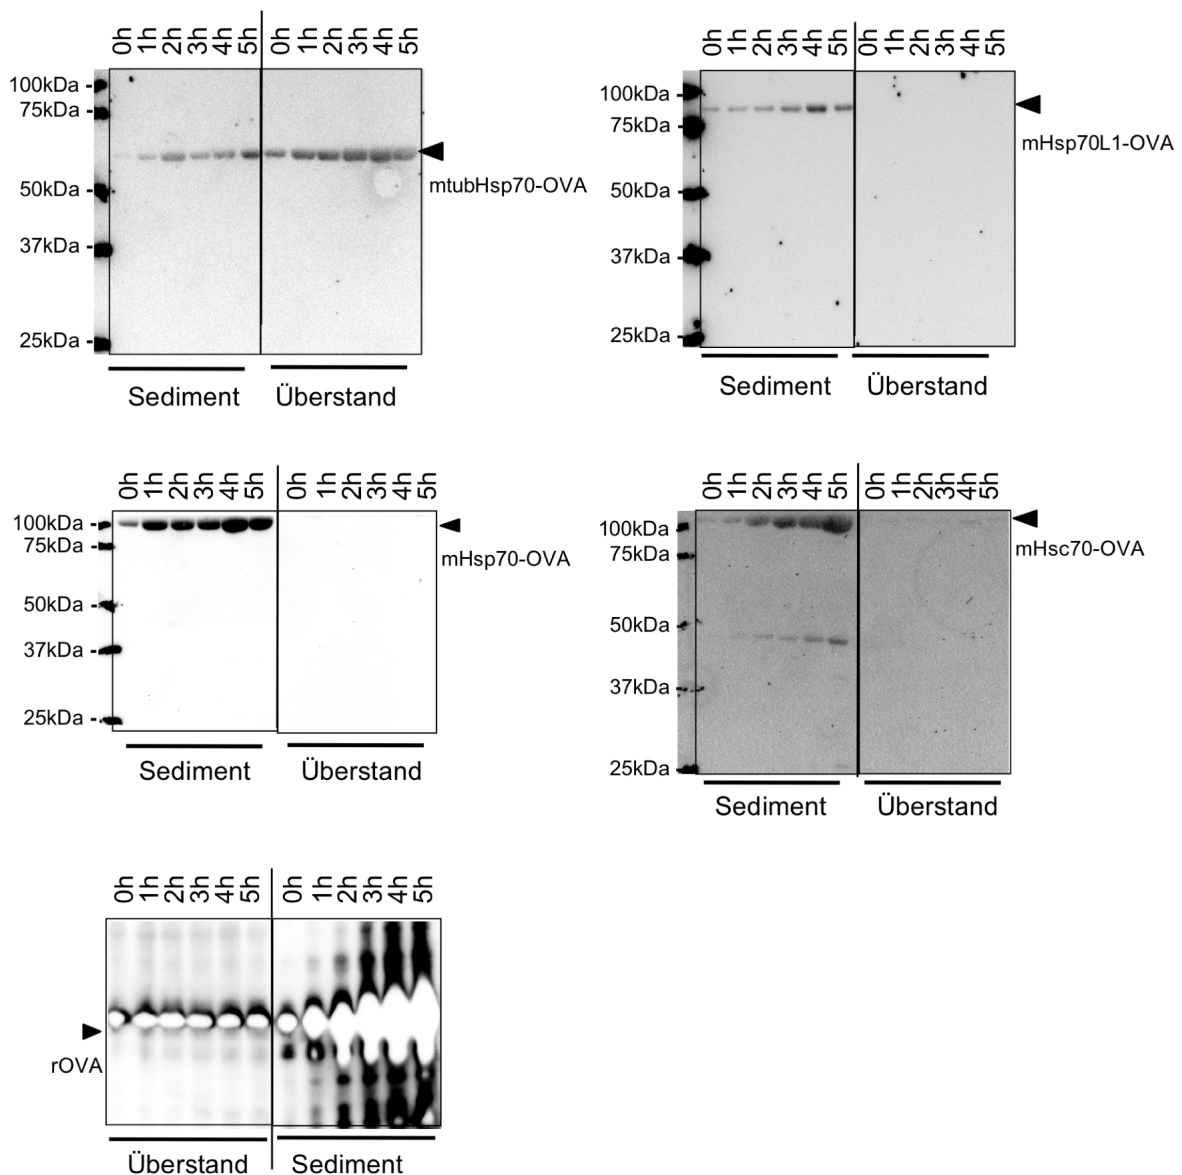 0h 1h 2h 3h 4h 5h 0h 1h 2h 3h 4h 5h
100kDa -
75kDa -
50kDa -
37kDa -
25kDa -
mtubHsp70-OVA
Sediment Überstand
0h 1h 2h 3h 4h 5h 0h 1h 2h 3h 4h 5h
100kDa -
75kDa -
50kDa -
37kDa -
25kDa -
mHsp70L1-OVA
Sediment Überstand
0h 1h 2h 3h 4h 5h 0h 1h 2h 3h 4h 5h
100kDa -
75kDa -
50kDa -
37kDa -
25kDa -
mHsp70-OVA
Sediment Überstand
0h 1h 2h 3h 4h 5h 0h 1h 2h 3h 4h 5h
100kDa -
75kDa -
50kDa -
37kDa -
25kDa -
mHsc70-OVA
Sediment Überstand
0h 1h 2h 3h 4h 5h 0h 1h 2h 3h 4h 5h
rOVA
Überstand Sediment